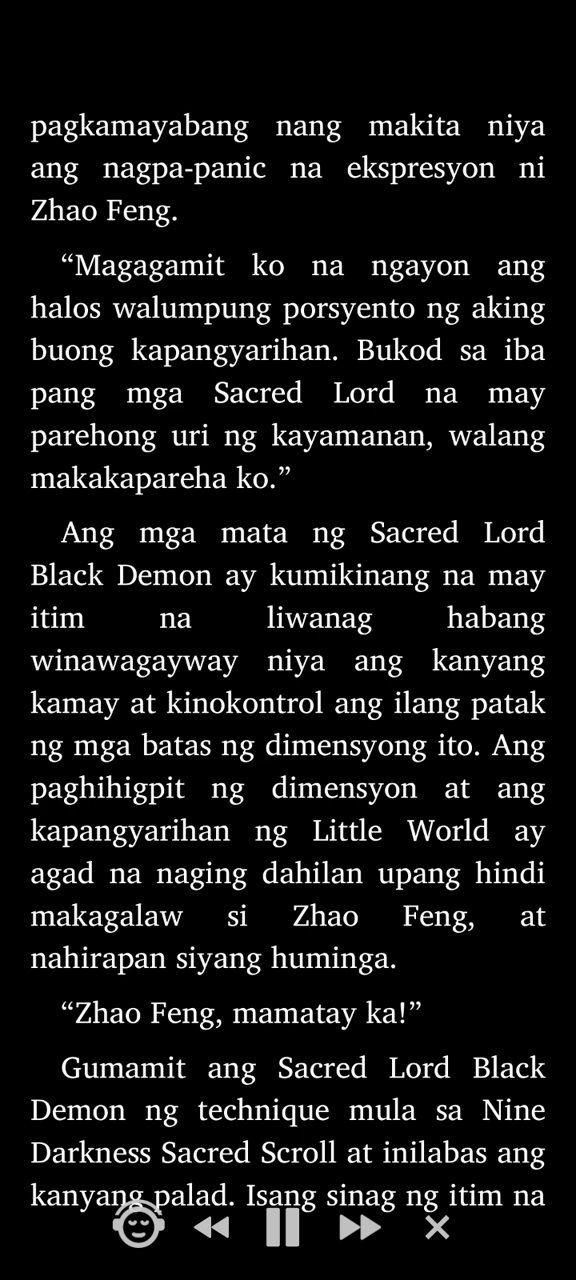 pagkamayabang nang makita niya
ang nagpa-panic na ekspresyon ni
Zhao Feng.
“Magagamit ko na ngayon ang
halos walumpung porsyento ng aking
buong kapangyarihan. Bukod sa iba
pang mga Sacred Lord na may
parehong uri ng kayamanan, walang
makakapareha ko.”
Ang mga mata ng Sacred Lord
Black Demon ay kumikinang na may
itim na liwanag habang
winawagayway niya ang kanyang
kamay at kinokontrol ang ilang patak
ng mga batas ng dimensyong ito. Ang
paghihigpit ng dimensyon at ang
kapangyarihan ng Little World ay
agad na naging dahilan upang hindi
makagalaw si Zhao Feng, at
nahirapan siyang huminga.
“Zhao Feng, mamatay ka!”
Gumamit ang Sacred Lord Black
Demon ng technique mula sa Nine
Darkness Sacred Scroll at inilabas ang
kanyang palad. Isang sinag ng itim na